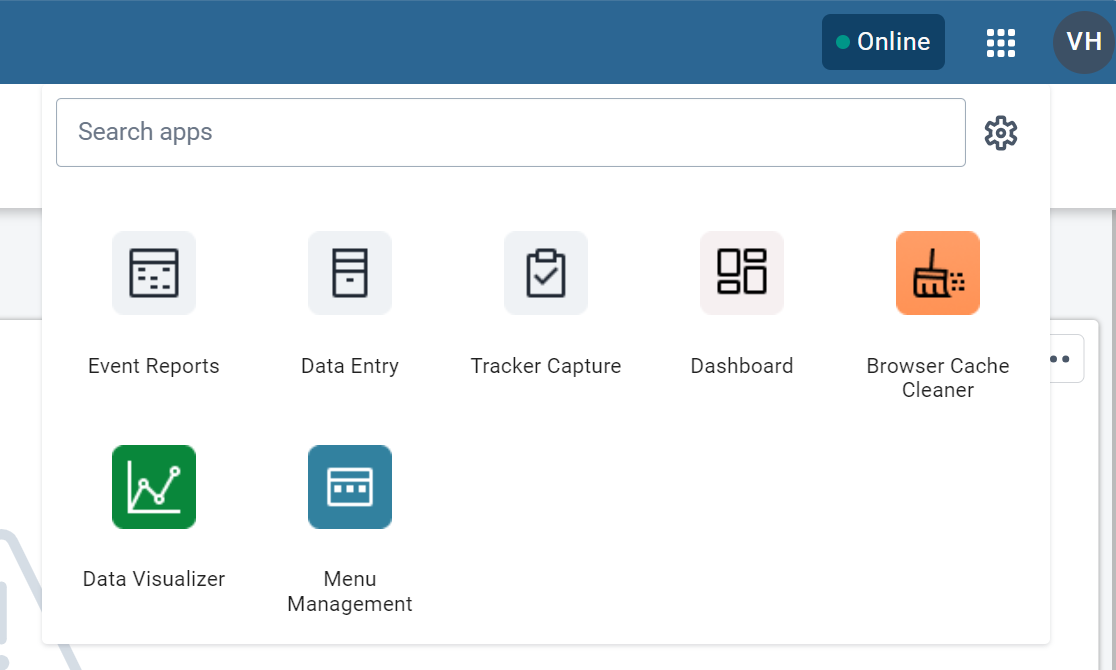 Online
VH
Search apps
Event Reports
Data Entry
Tracker Capture
Dashboard
Browser Cache
Cleaner
Data Visualizer
Menu
Management